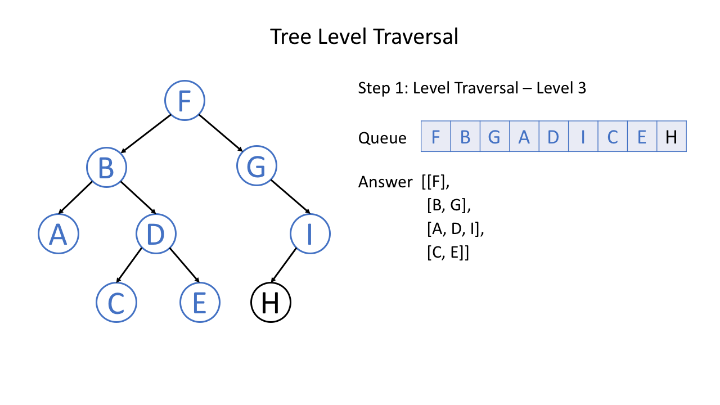 Tree Level Traversal
Step 1: Level Traversal – Level 3
Queue F B G A D I C E H
Answer [[F],
[B, G],
[A, D, I],
[C, E]]
F
B G
A D I
C E H